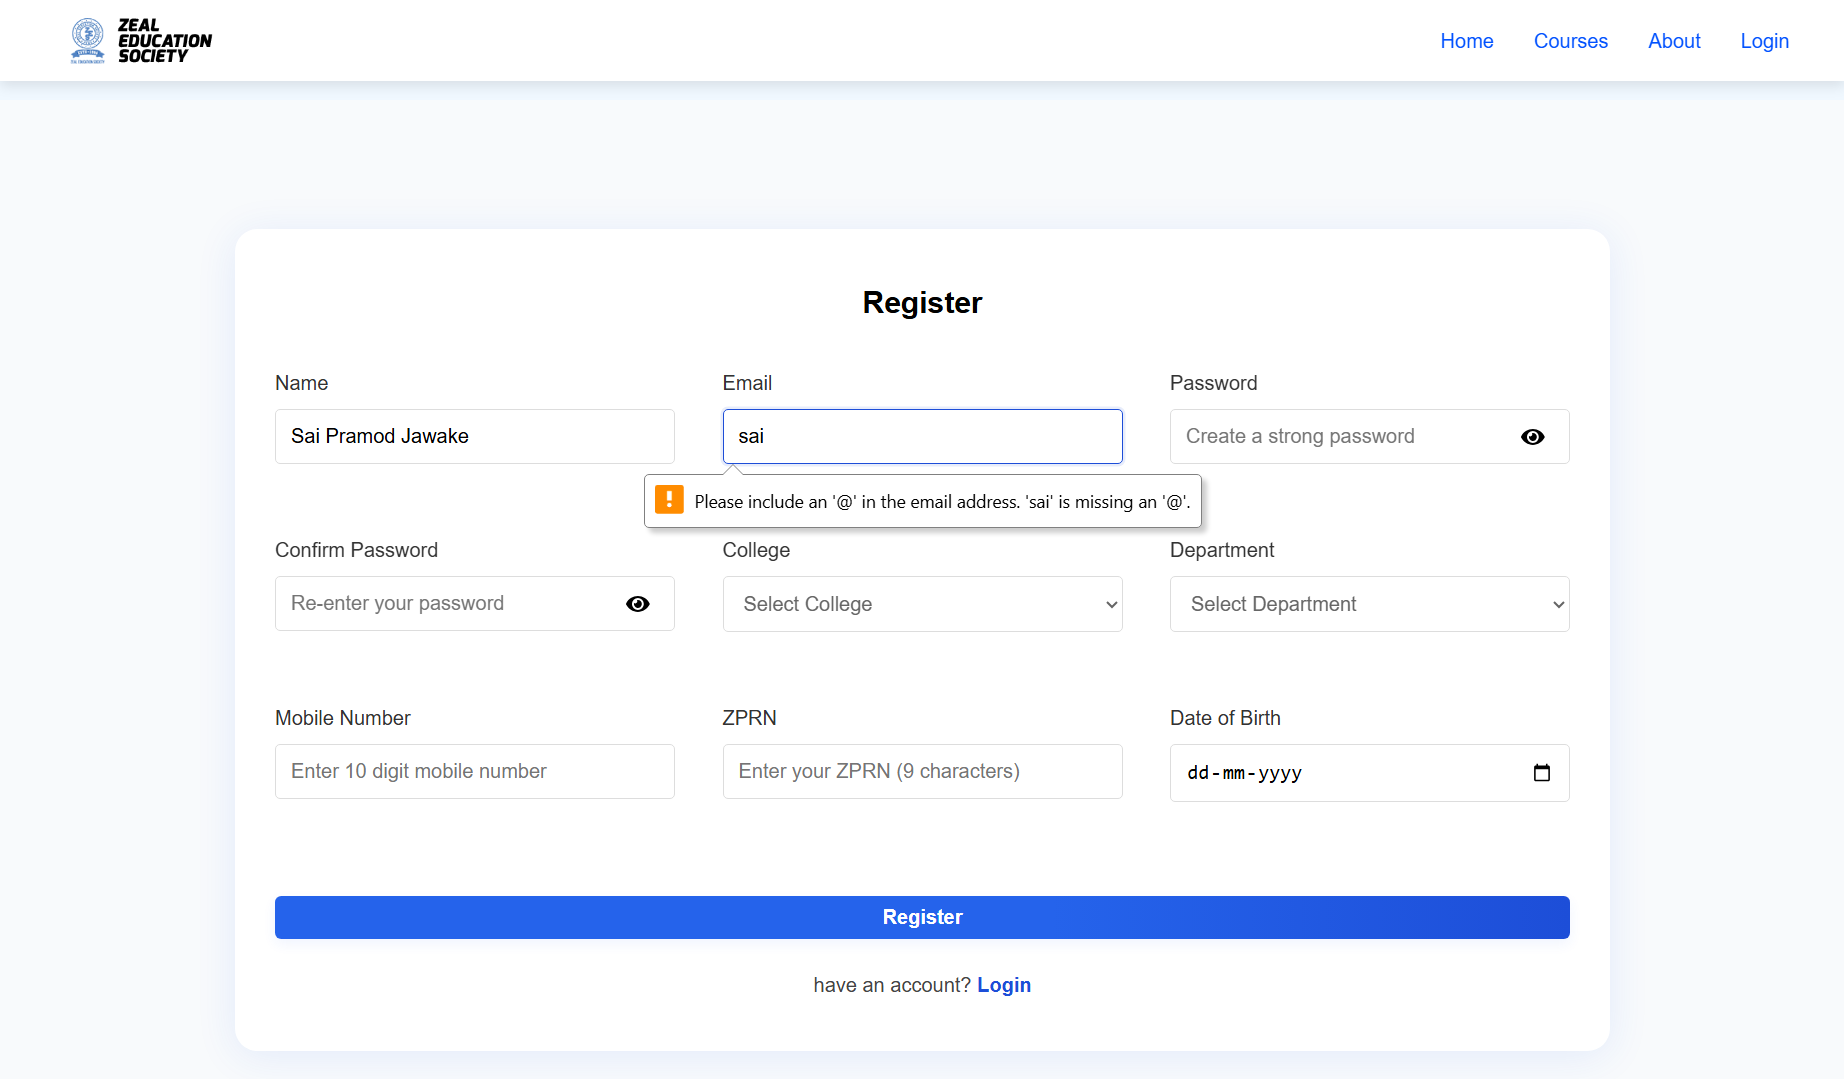 ZEAL
EDUCATION
SOCIETY
Home Courses About Login
Register
Name Email Password
Sai Pramod Jawake sai Create a strong password
Please include an '@' in the email address. 'sai' is missing an '@'.
Confirm Password College Department
Re-enter your password Select College Select Department
Mobile Number ZPRN Date of Birth
Enter 10 digit mobile number Enter your ZPRN (9 characters) dd-mm-yyyy
Register
have an account? Login